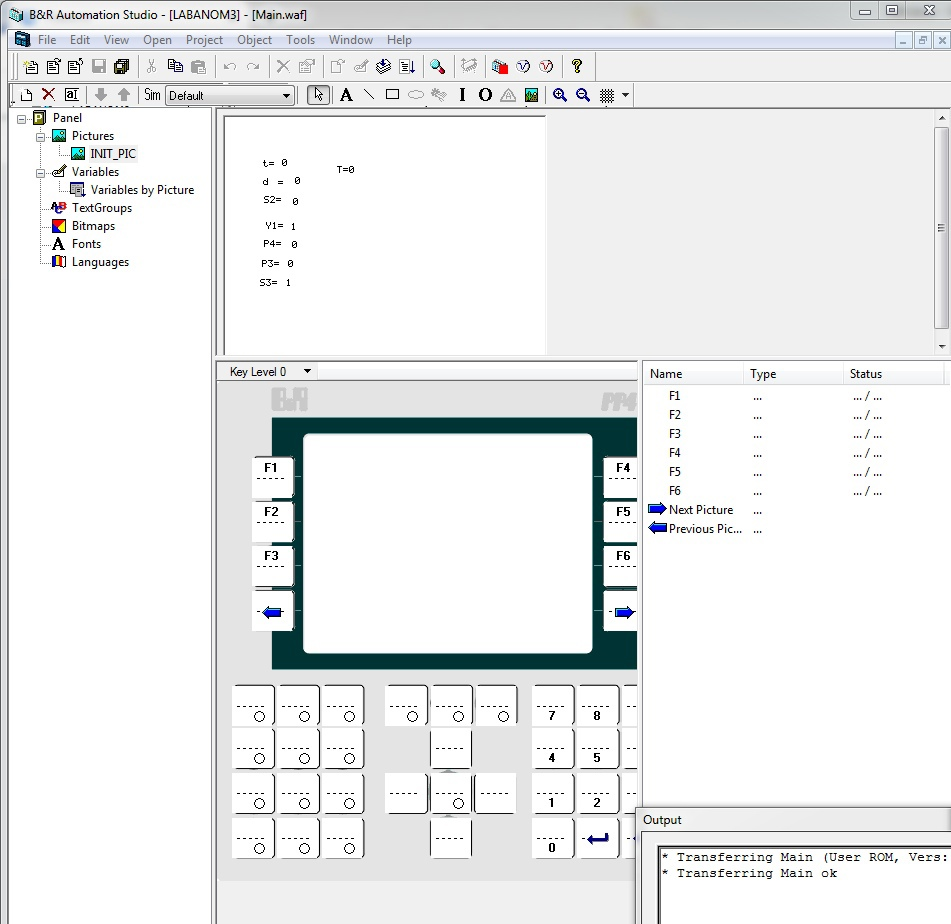 B&R Automation Studio - [LABANOM3] - [Main.waf]
File Edit View Open Project Object Tools Window Help
Sim Default
Panel
Pictures
INIT_PIC
Variables
Variables by Picture
TextGroups
Bitmaps
Fonts
Languages
t= 0
T=0
d = 0
S2= 0
Y1= 1
P4= 0
P3= 0
S3= 1
Key Level 0
B&R PP4
F1 F4
F2 F5
F3 F6
7 8
4 5
1 2
0
Name Type Status
F1 ... ... / ...
F2 ... ... / ...
F3 ... ... / ...
F4 ... ... / ...
F5 ... ... / ...
F6 ... ... / ...
Next Picture ...
Previous Pic... ...
Output
* Transferring Main (User ROM, Vers:
* Transferring Main ok